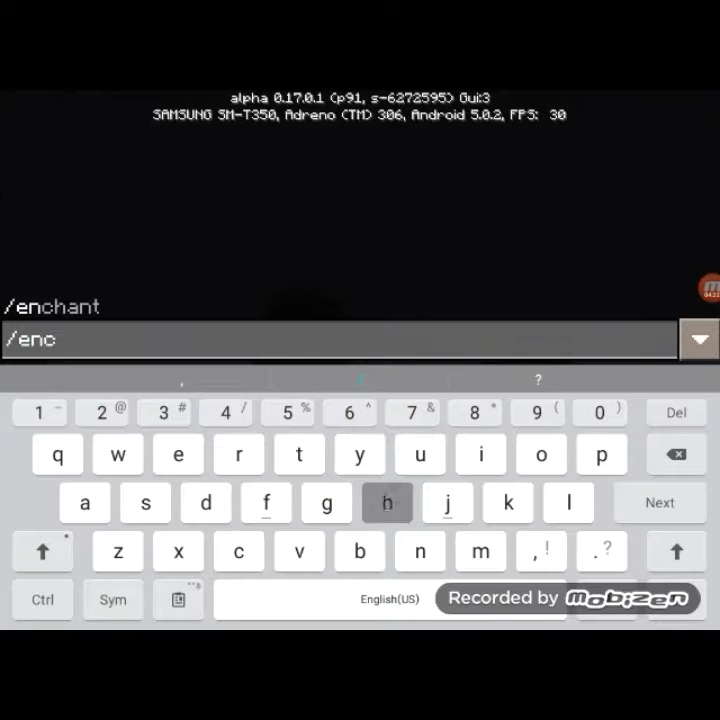 alpha 0.17.0.1 (p91, s-6272595) Gui:3
SAMSUNG SM-T350, Adreno (TM) 306, Android 5.0.2, FPS: 30
/enchant
/enc
, ?
1 – 2 @ 3 # 4 / 5 % 6 ^ 7 & 8 * 9 ( 0 ) Del
q w e r t y u i o p
a s d f g h j k l Next
z x c v b n m , ! . ?
Ctrl Sym English(US) Recorded by mobizen